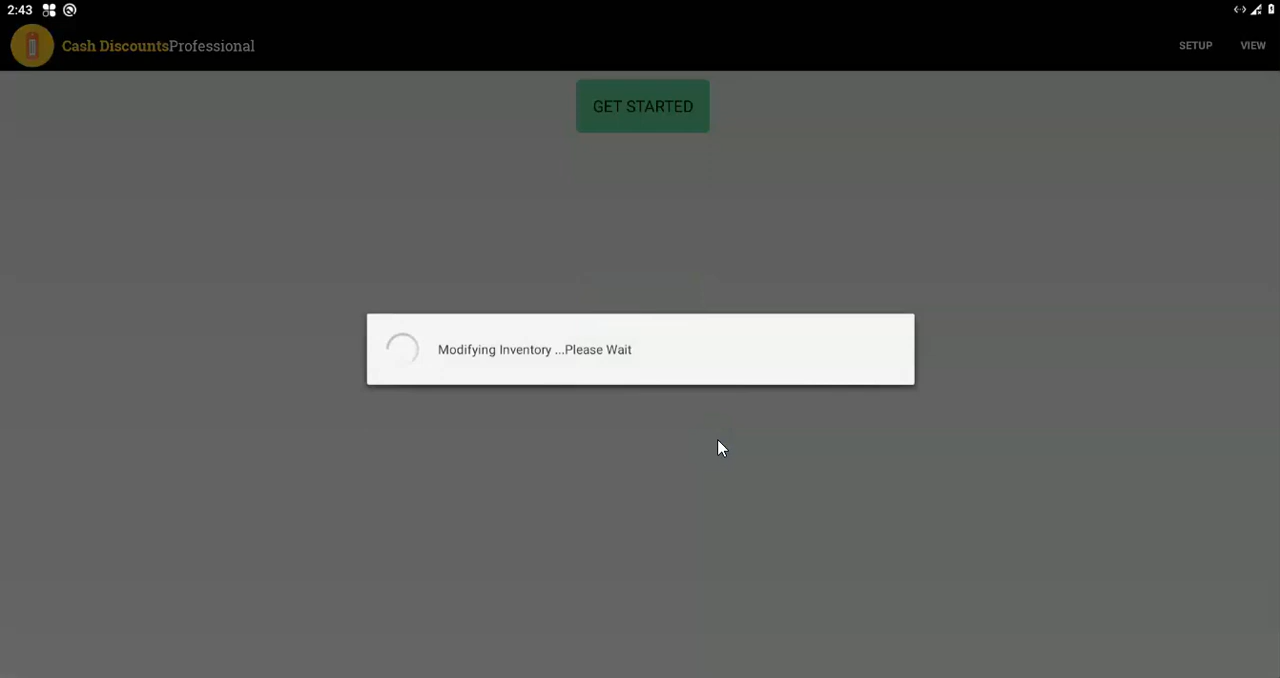 2:43
Cash DiscountsProfessional
SETUP
VIEW
GET STARTED
Modifying Inventory ...Please Wait